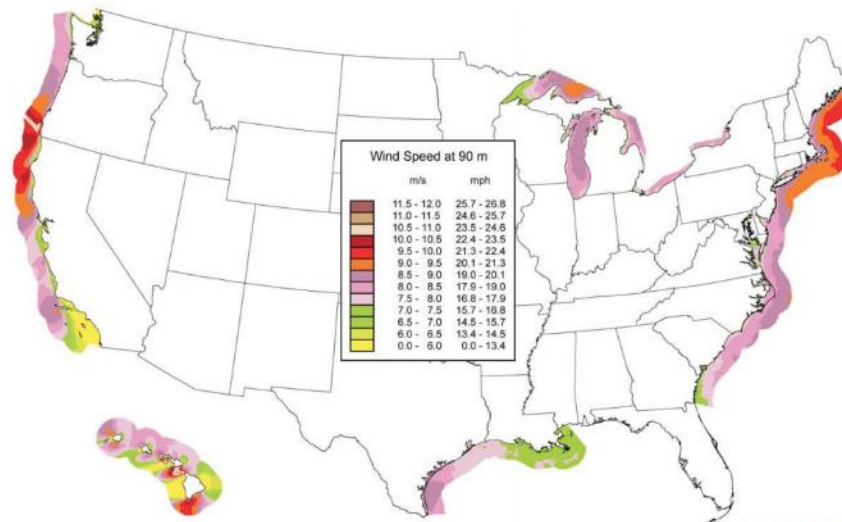 Wind Speed at 90 m
m/s mph
11.5 - 12.0 25.7 - 26.8
11.0 - 11.5 24.6 - 25.7
10.5 - 11.0 23.5 - 24.6
10.0 - 10.5 22.4 - 23.5
9.5 - 10.0 21.3 - 22.4
9.0 - 9.5 20.1 - 21.3
8.5 - 9.0 19.0 - 20.1
8.0 - 8.5 17.9 - 19.0
7.5 - 8.0 16.8 - 17.9
7.0 - 7.5 15.7 - 16.8
6.5 - 7.0 14.5 - 15.7
6.0 - 6.5 13.4 - 14.5
0.0 - 6.0 0.0 - 13.4